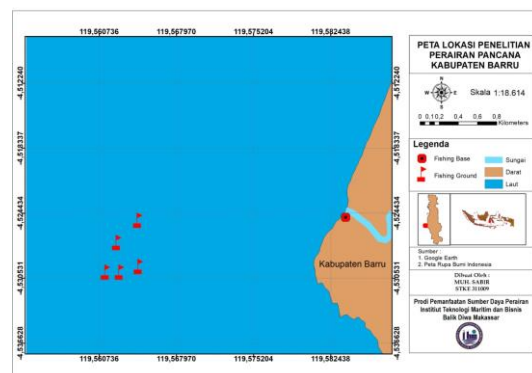 119,560736 119,567970 119,575204 119,582438
-4,512240 -4,512240
-4,518337 -4,518337
-4,524434 -4,524434
-4,530531 -4,530531
-4,536628 -4,536628
119,560736 119,567970 119,575204 119,582438
Kabupaten Barru
PETA LOKASI PENELITIAN
PERAIRAN PANCANA
KABUPATEN BARRU
N
W E
S
Skala 1:18.614
0 0,1 0,2 0,4 0,6 0,8
Kilometers
Legenda
Fishing Base Sungai
Fishing Ground Darat
Laut
Sumber :
1. Google Earth
2. Peta Rupa Bumi Indonesia
Dibuat Oleh :
MUH. SABIR
STKE 311009
Prodi Pemanfaatan Sumber Daya Perairan
Institiut Teknologi Maritim dan Bisnis
Balik Diwa Makassar